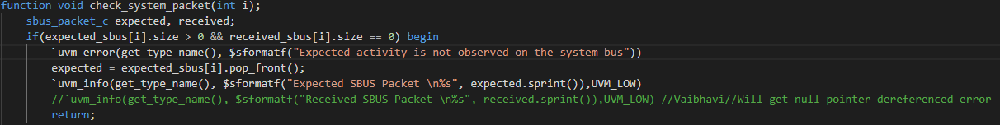 function void check_system_packet(int i);
sbus_packet_c expected, received;
if(expected_sbus[i].size > 0 && received_sbus[i].size == 0) begin
`uvm_error(get_type_name(), $sformatf("Expected activity is not observed on the system bus"))
expected = expected_sbus[i].pop_front();
`uvm_info(get_type_name(), $sformatf("Expected SBUS Packet \n%s", expected.sprint()),UVM_LOW)
//`uvm_info(get_type_name(), $sformatf("Received SBUS Packet \n%s", received.sprint()),UVM_LOW) //Vaibhavi//Will get null pointer dereferenced error
return;